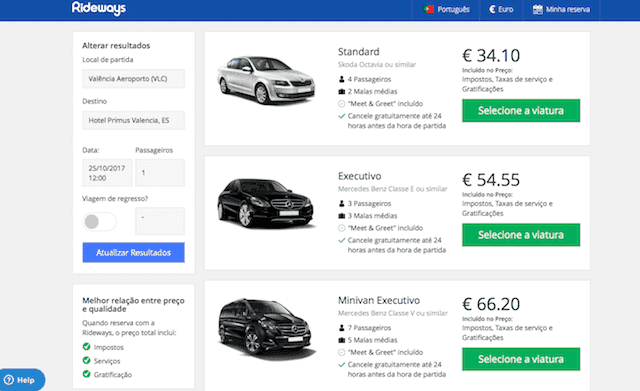 Rideways
Português
€ Euro
Minha reserva
Alterar resultados
Local de partida
Valência Aeroporto (VLC)
Destino
Hotel Primus Valencia, ES
Data:
Passageiros
25/10/2017
12:00
1
Viagem de regresso?
-
Atualizar Resultados
Melhor relação entre preço
e qualidade
Quando reserva com a
Rideways, o preço total inclui:
Impostos
Serviços
Gratificação
Help
Standard
Skoda Octavia ou similar
4 Passageiros
2 Malas médias
"Meet & Greet" incluído
Cancele gratuitamente até 24
horas antes da hora de partida
€ 34.10
Incluído no Preço:
Impostos, Taxas de serviço e
Gratificações
Selecione a viatura
Executivo
Mercedes Benz Classe E ou similar
3 Passageiros
3 Malas médias
"Meet & Greet" incluído
Cancele gratuitamente até 24
horas antes da hora de partida
€ 54.55
Incluído no Preço:
Impostos, Taxas de serviço e
Gratificações
Selecione a viatura
Minivan Executivo
Mercedes Benz Classe V ou similar
7 Passageiros
5 Malas médias
"Meet & Greet" incluído
Cancele gratuitamente até 24
horas antes da hora de partida
€ 66.20
Incluído no Preço:
Impostos, Taxas de serviço e
Gratificações
Selecione a viatura